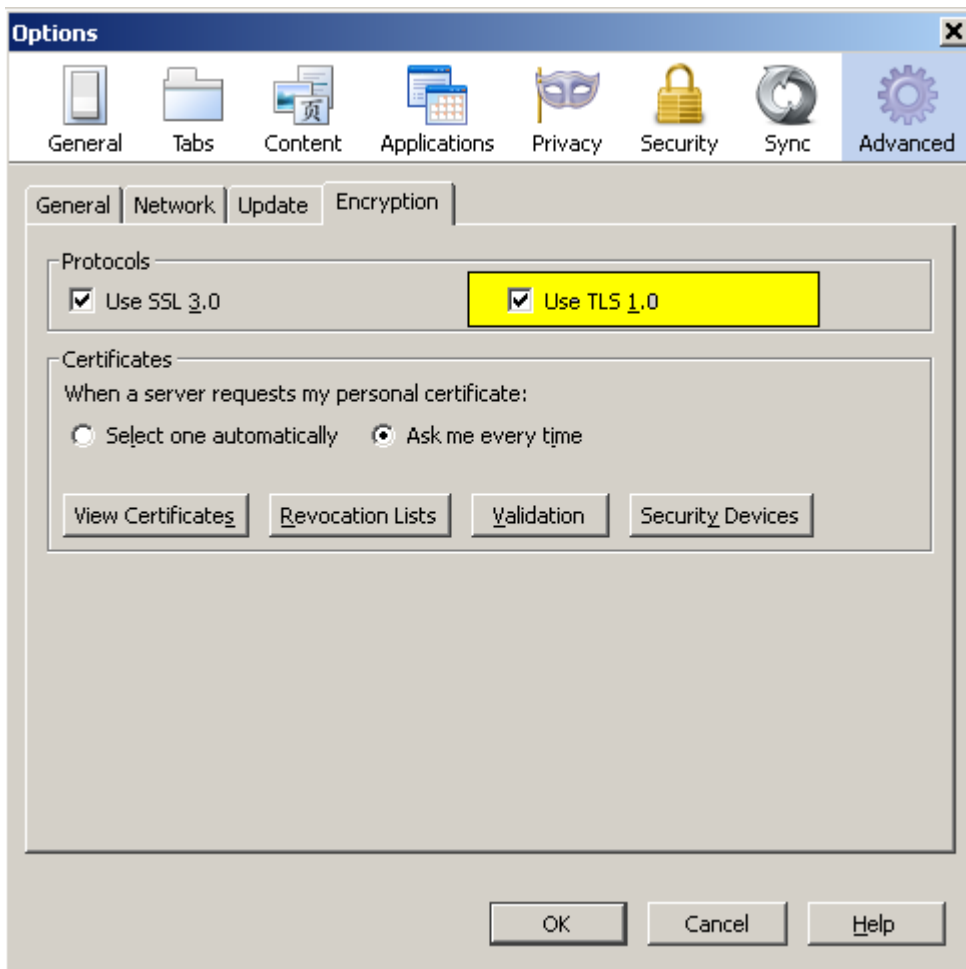 Options
General Tabs Content Applications Privacy Security Sync Advanced
General Network Update Encryption
Protocols
Use SSL 3.0 Use TLS 1.0
Certificates
When a server requests my personal certificate:
Select one automatically Ask me every time
View Certificates Revocation Lists Validation Security Devices
OK Cancel Help